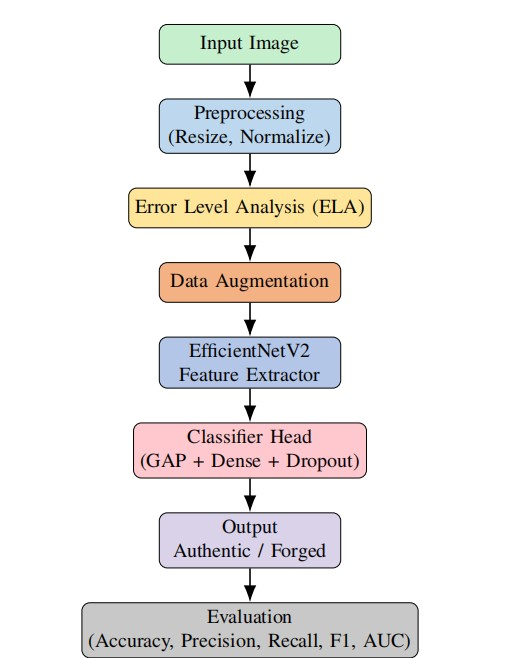 Input Image
Preprocessing
(Resize, Normalize)
Error Level Analysis (ELA)
Data Augmentation
EfficientNetV2
Feature Extractor
Classifier Head
(GAP + Dense + Dropout)
Output
Authentic / Forged
Evaluation
(Accuracy, Precision, Recall, F1, AUC)